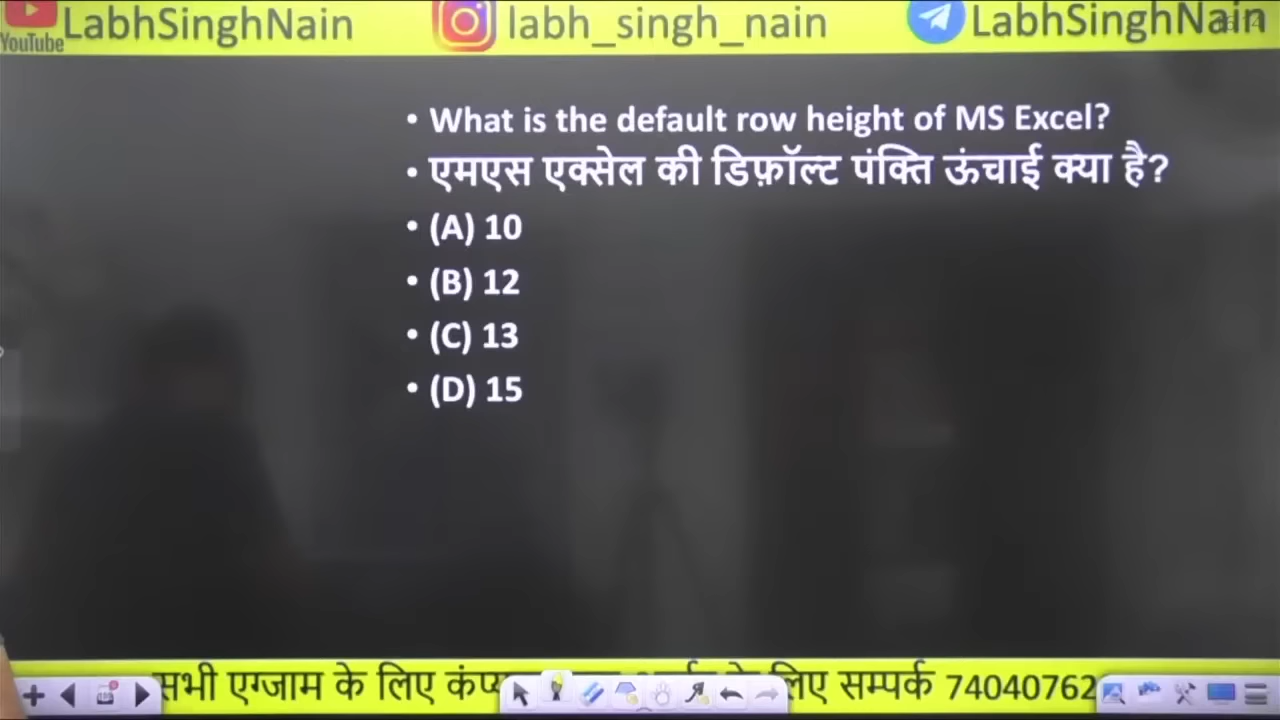 YouTube LabhSinghNain labh_singh_nain LabhSinghNain
• What is the default row height of MS Excel?
• एमएस एक्सेल की डिफ़ॉल्ट पंक्ति ऊंचाई क्या है?
• (A) 10
• (B) 12
• (C) 13
• (D) 15
सभी एग्जाम के लिए लिए सम्पर्क 74040762